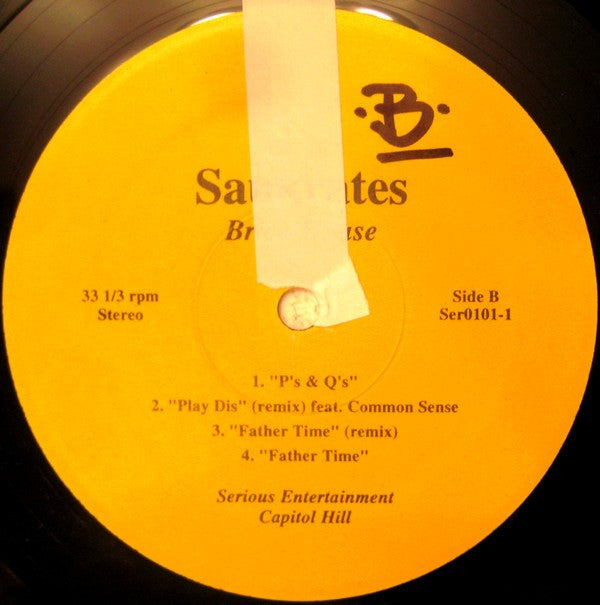 ·B·
Saukrates
33 1/3 rpm
Stereo
Side B
Ser0101-1
1. "P's & Q's"
2. "Play Dis" (remix) feat. Common Sense
3. "Father Time" (remix)
4. "Father Time"
Serious Entertainment
Capitol Hill